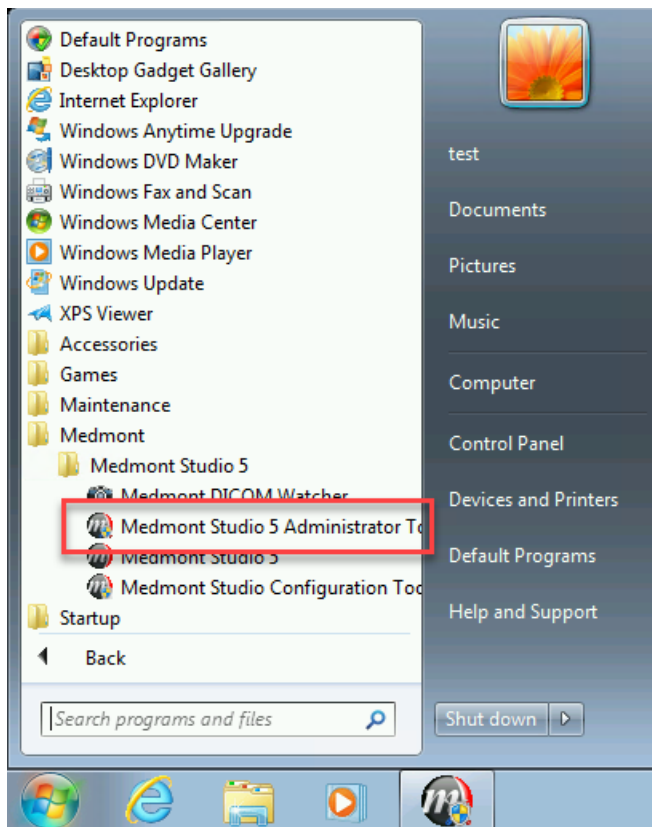 Default Programs
Desktop Gadget Gallery
Internet Explorer
Windows Anytime Upgrade
Windows DVD Maker
Windows Fax and Scan
Windows Media Center
Windows Media Player
Windows Update
XPS Viewer
Accessories
Games
Maintenance
Medmont
Medmont Studio 5
Medmont DICOM Watcher
Medmont Studio 5 Administrator To
Medmont Studio 5
Medmont Studio Configuration Too
Startup
Back
Search programs and files
test
Documents
Pictures
Music
Computer
Control Panel
Devices and Printers
Default Programs
Help and Support
Shut down